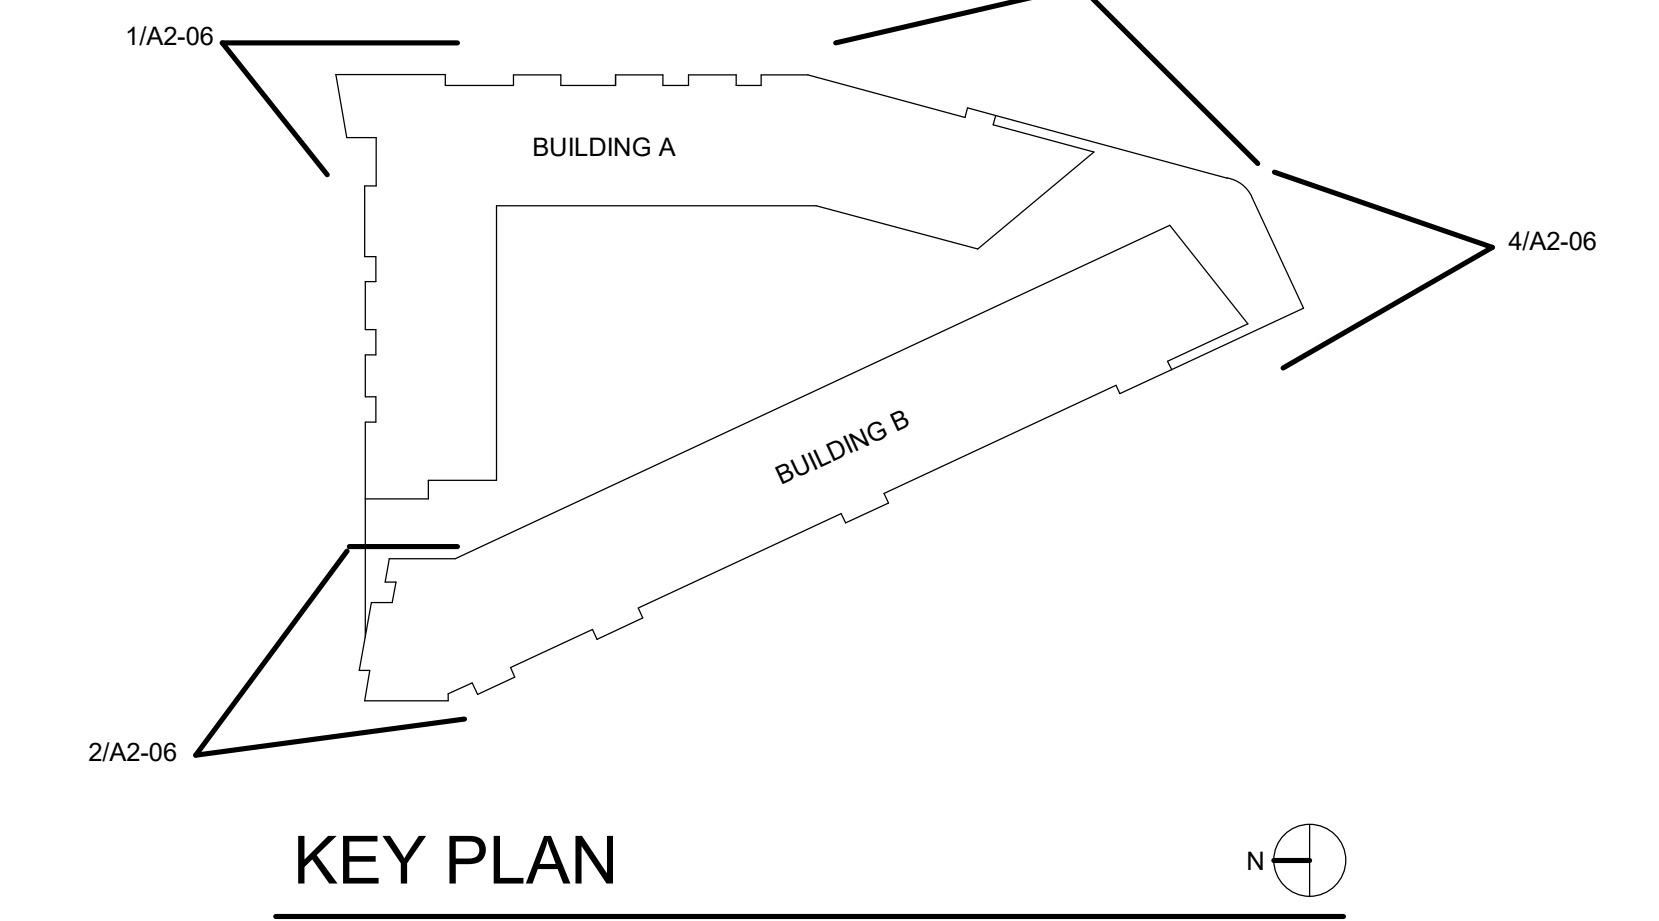 1/A2-06
BUILDING A
4/A2-06
BUILDING B
2/A2-06
KEY PLAN
N